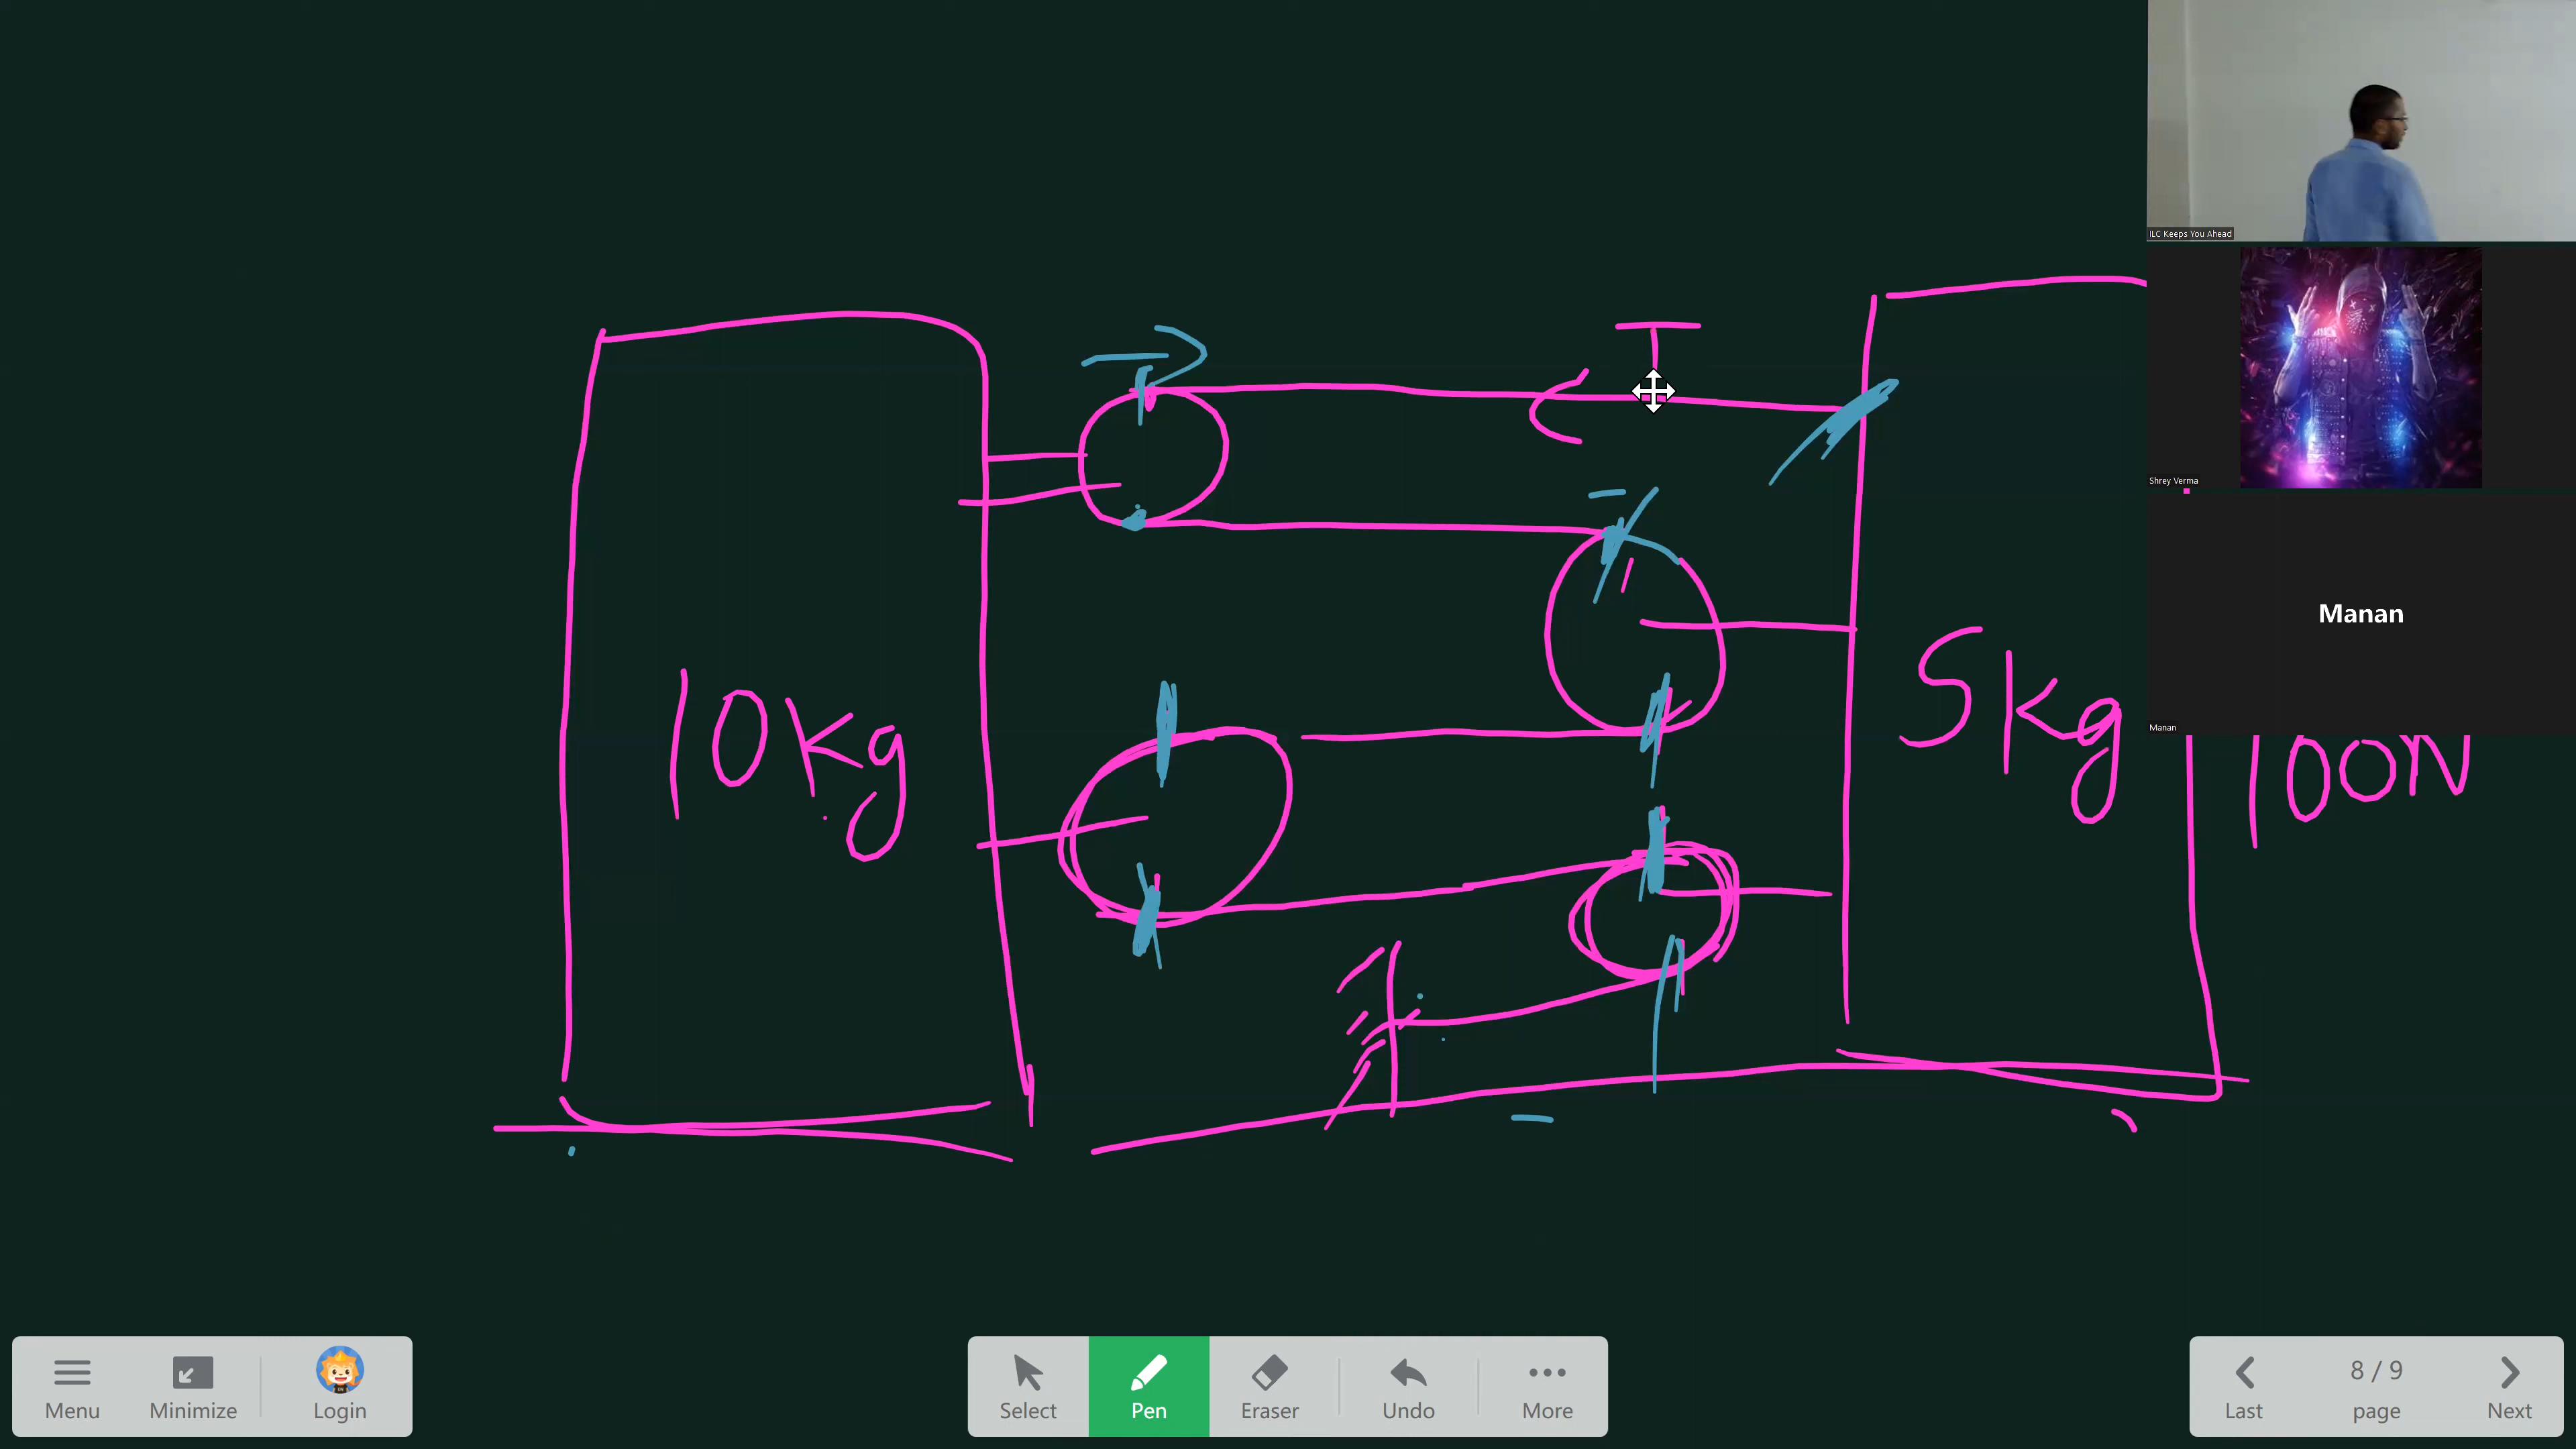 ILC Keeps You Ahead
T
Shrey Verma
10kg
5kg
Manan
Manan
100N
Menu
Minimize
Login
Select
Pen
Eraser
Undo
More
Last
8 / 9
page
Next